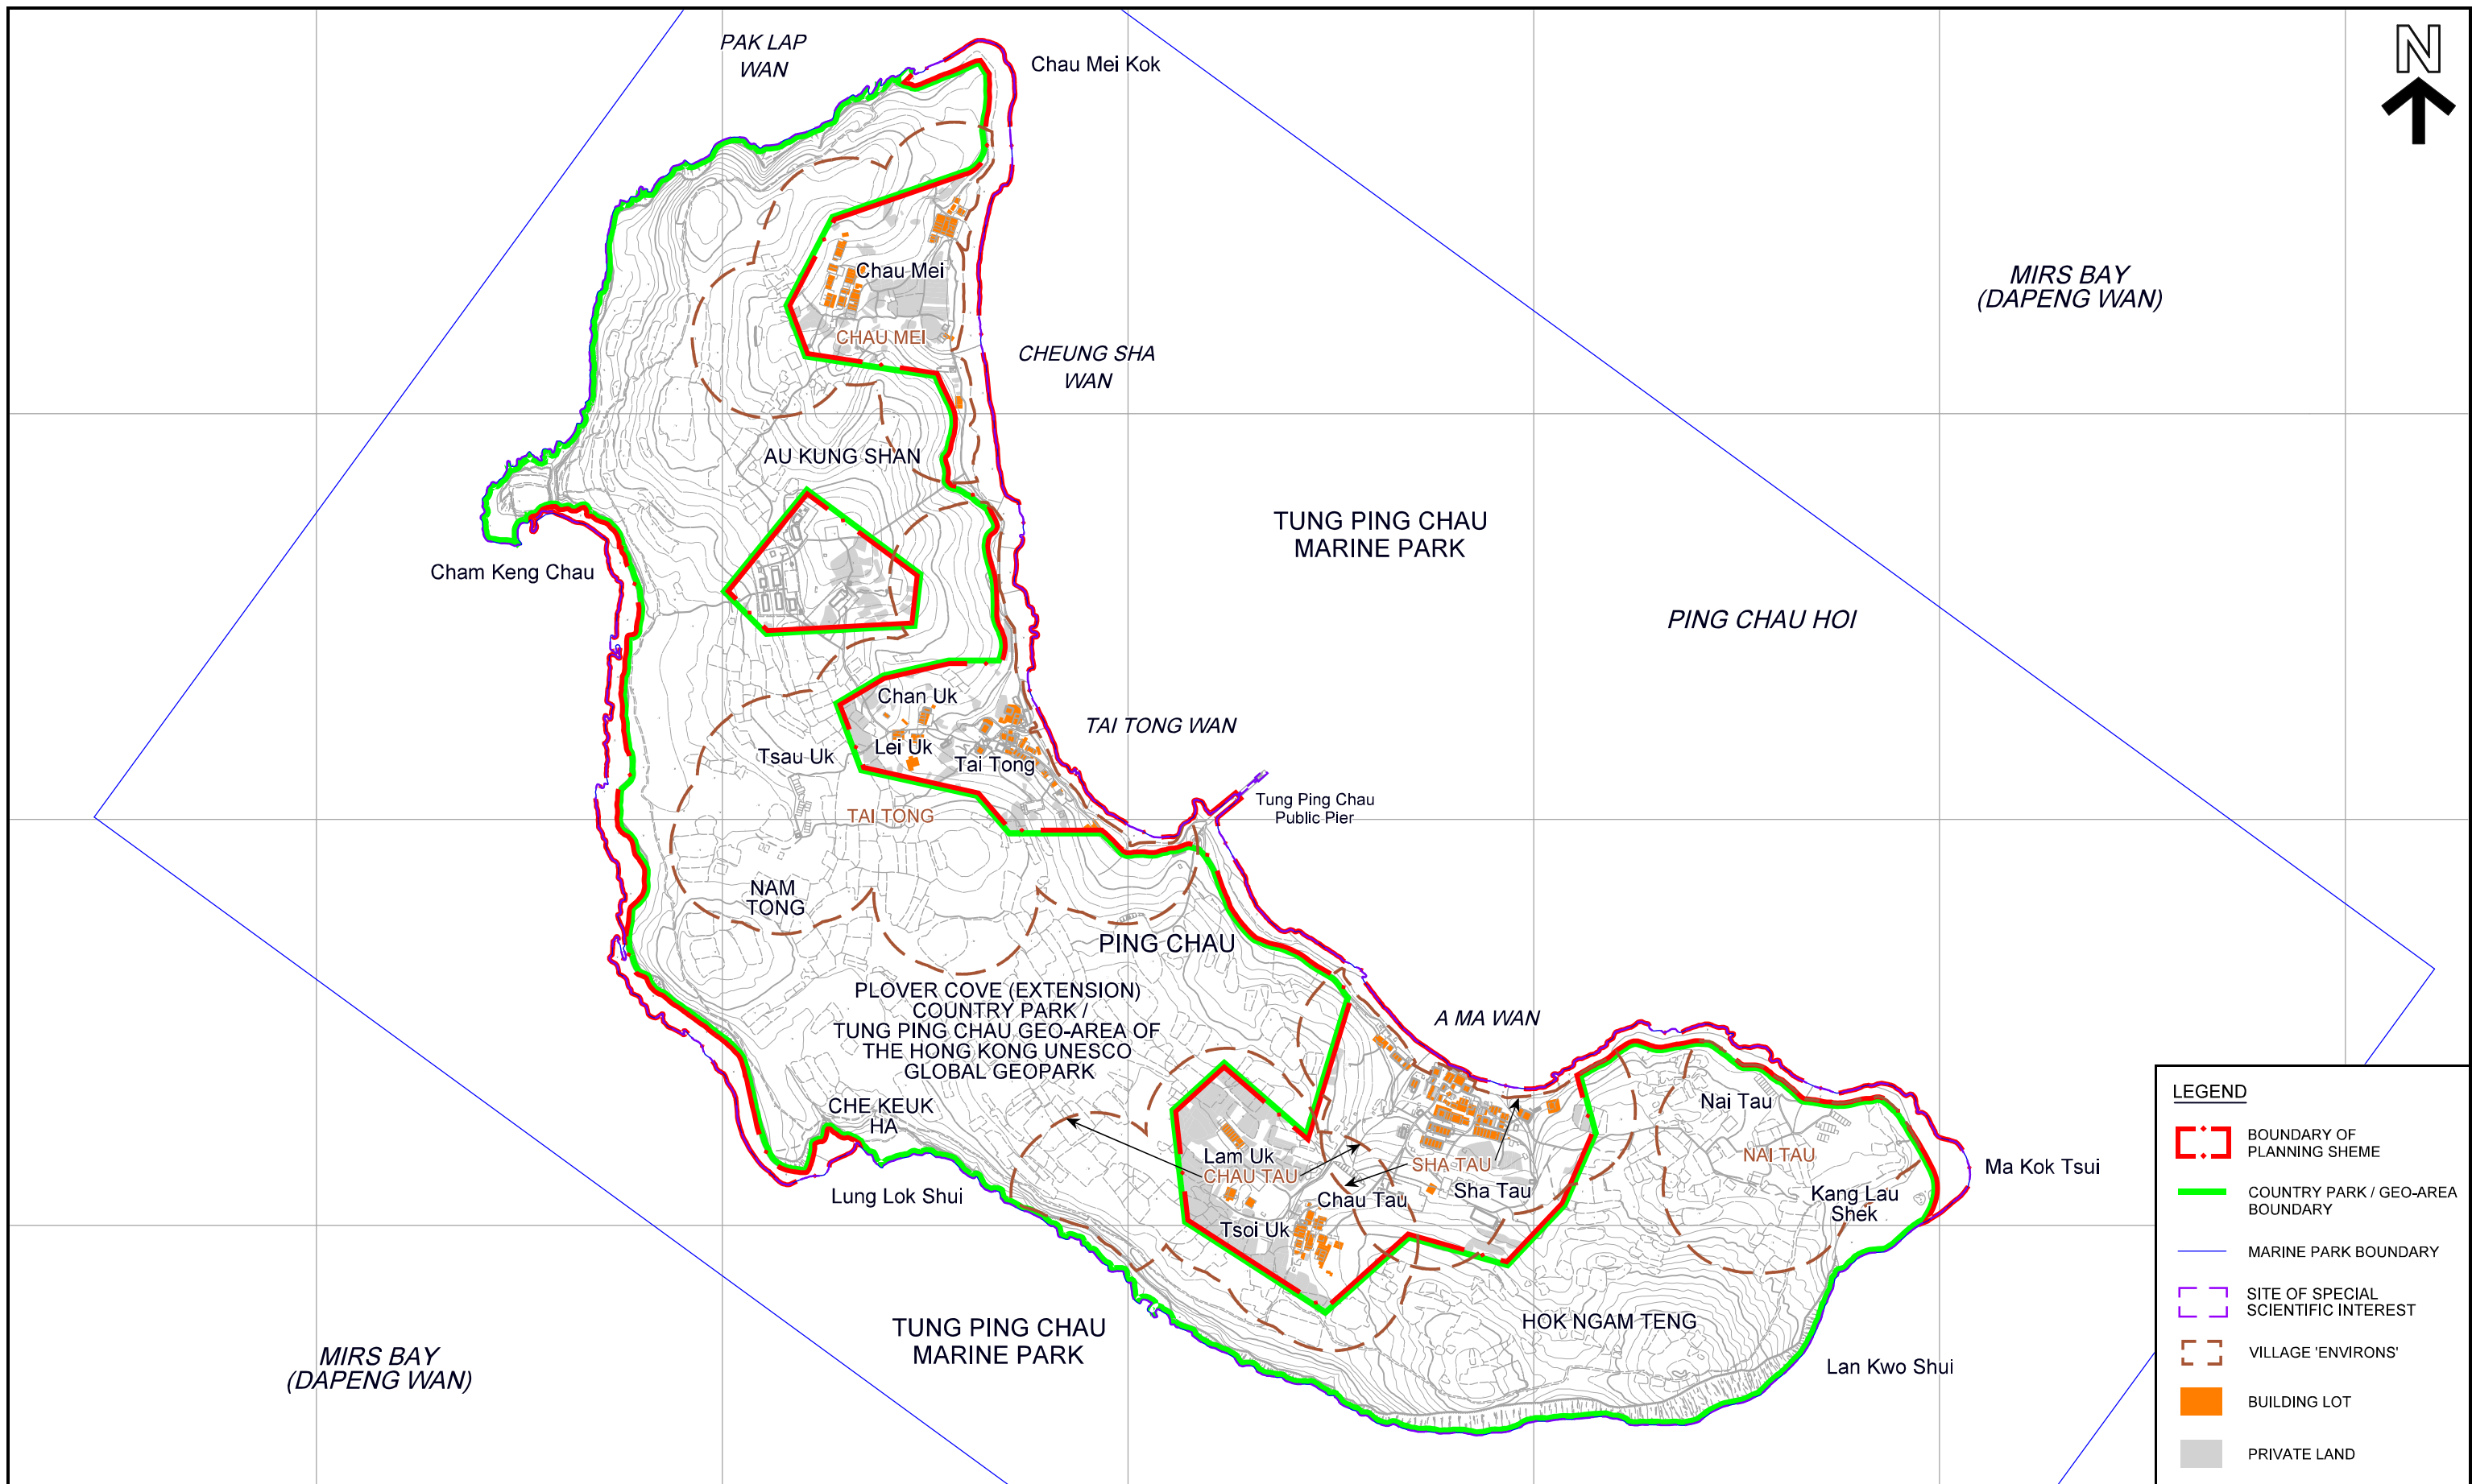 PAK LAP
WAN
Chau Mei Kok
N
MIRS BAY
(DAPENG WAN)
Chau Mei
CHAU MEI
CHEUNG SHA
WAN
AU KUNG SHAN
TUNG PING CHAU
MARINE PARK
Cham Keng Chau
PING CHAU HOI
Chan Uk
TAI TONG WAN
Lei Uk
Tsau Uk
Tai Tong
Tung Ping Chau
Public Pier
TAI TONG
NAM
TONG
PING CHAU
PLOVER COVE (EXTENSION)
COUNTRY PARK /
TUNG PING CHAU GEO-AREA OF
THE HONG KONG UNESCO
GLOBAL GEOPARK
A MA WAN
CHE KEUK
HA
Nai Tau
Lam Uk
CHAU TAU
SHA TAU
NAI TAU
Ma Kok Tsui
Lung Lok Shui
Chau Tau
Sha Tau
Kang Lau
Shek
Tsoi Uk
HOK NGAM TENG
TUNG PING CHAU
MARINE PARK
MIRS BAY
(DAPENG WAN)
Lan Kwo Shui
LEGEND
BOUNDARY OF
PLANNING SHEME
COUNTRY PARK / GEO-AREA
BOUNDARY
MARINE PARK BOUNDARY
SITE OF SPECIAL
SCIENTIFIC INTEREST
VILLAGE 'ENVIRONS'
BUILDING LOT
PRIVATE LAND